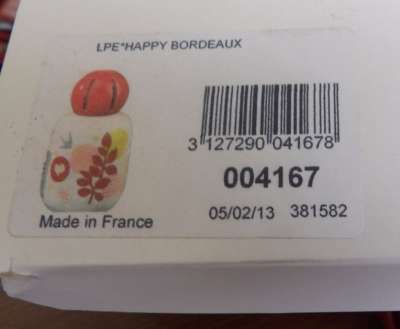 LPE*HAPPY BORDEAUX
3 127290 041678
004167
Made in France
05/02/13 381582